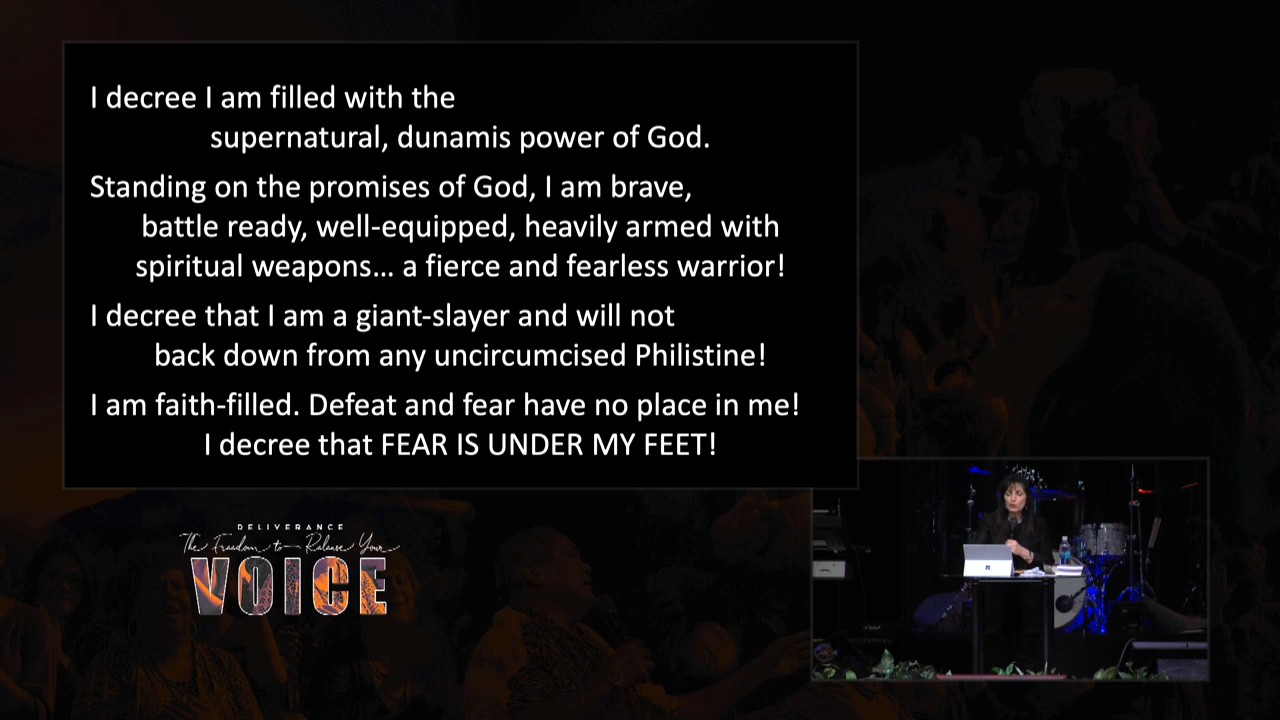 I decree I am filled with the
supernatural, dunamis power of God.
Standing on the promises of God, I am brave,
battle ready, well-equipped, heavily armed with
spiritual weapons... a fierce and fearless warrior!
I decree that I am a giant-slayer and will not
back down from any uncircumcised Philistine!
I am faith-filled. Defeat and fear have no place in me!
I decree that FEAR IS UNDER MY FEET!
DELIVERANCE
The Freedom to Release Your
VOICE